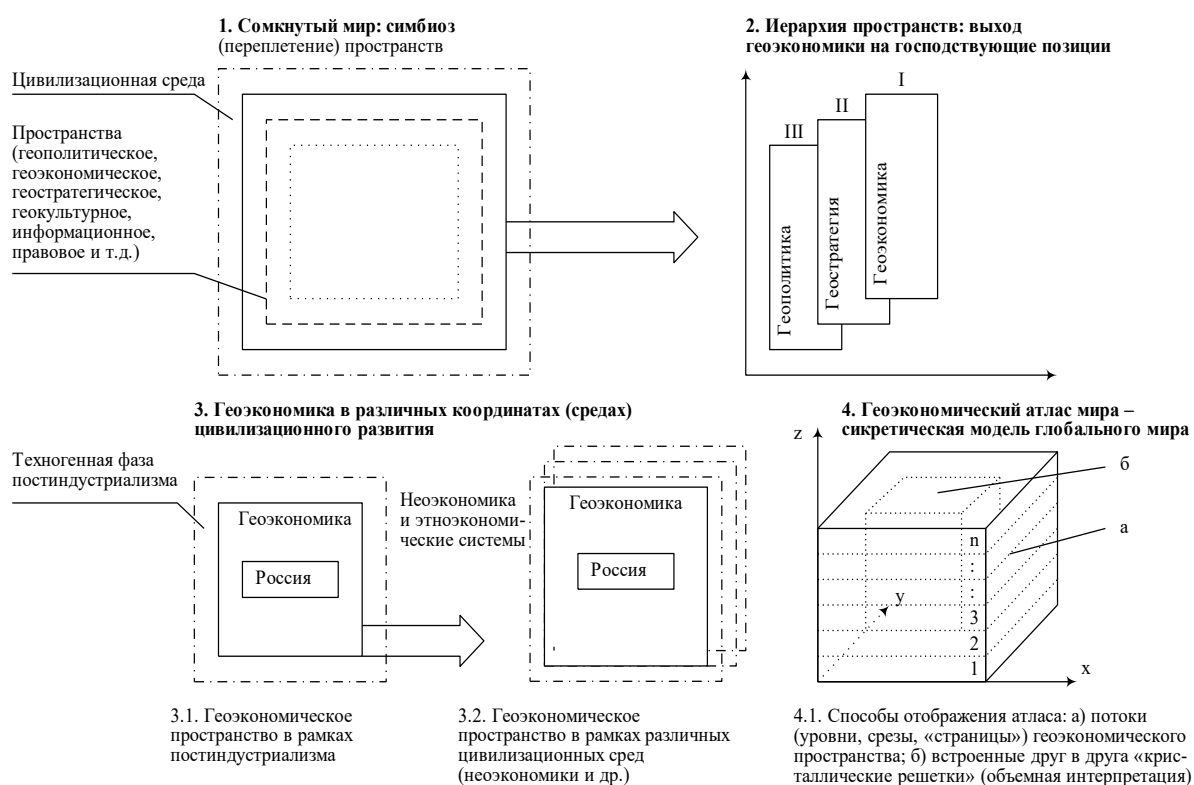 1. Сомкнутый мир: симбиоз
(переплетение) пространств
Цивилизационная среда
Пространства
(геополитическое,
геоэкономическое,
геостратегическое,
геокультурное,
информационное,
правовое и т.д.)
2. Иерархия пространств: выход
геоэкономики на господствующие позиции
I
II
III
Геополитика
Геостратегия
Геоэкономика
3. Геоэкономика в различных координатах (средах)
цивилизационного развития
Техногенная фаза
постиндустриализма
Геоэкономика
Россия
Неоэкономика
и этноэкономи-
ческие системы
Геоэкономика
Россия
3.1. Геоэкономическое
пространство в рамках
постиндустриализма
3.2. Геоэкономическое
пространство в рамках различных
цивилизационных сред
(неоэкономики и др.)
4. Геоэкономический атлас мира –
сикретическая модель глобального мира
z
б
а
n
:
:
y
3
2
1
x
4.1. Способы отображения атласа: а) потоки
(уровни, срезы, «страницы») геоэкономического
пространства; б) встроенные друг в друга «крис-
таллические решетки» (объемная интерпретация)